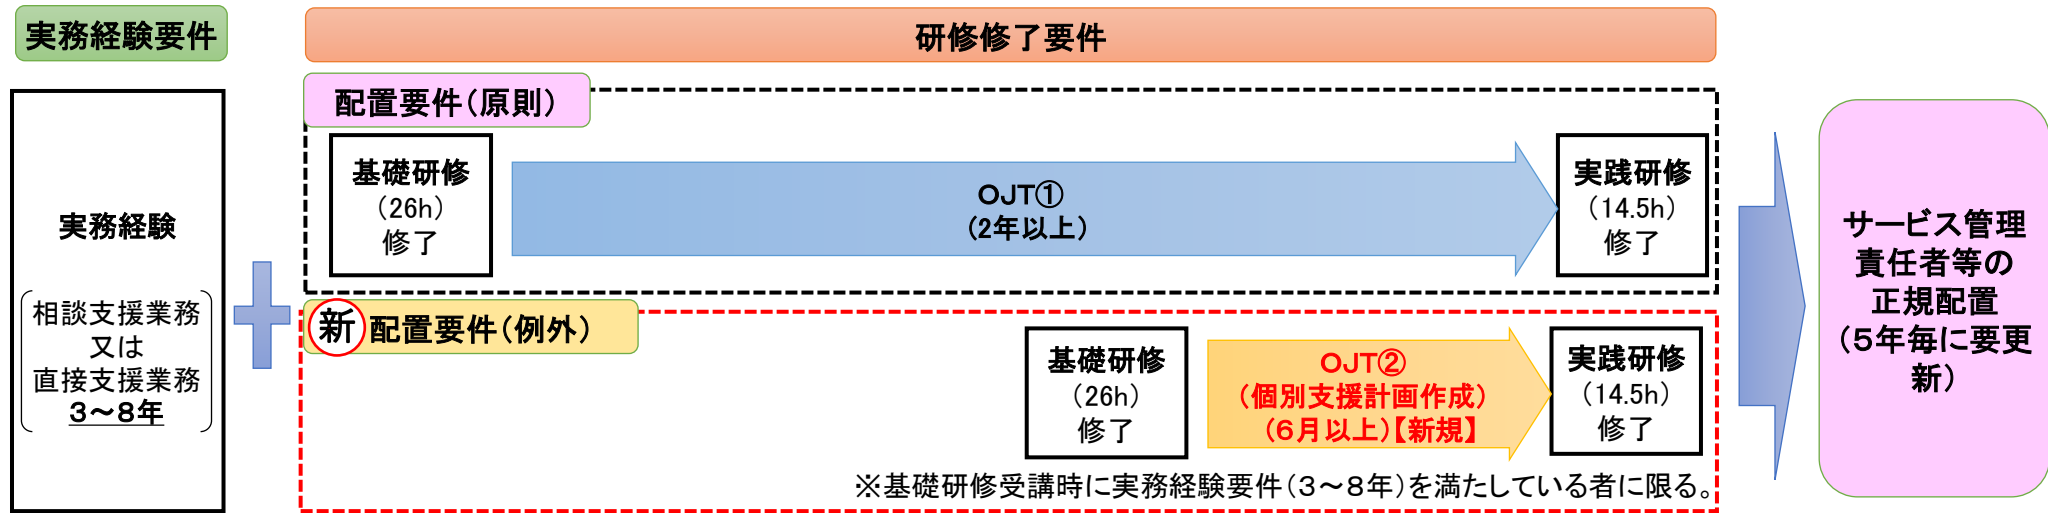 実務経験要件
研修修了要件
実務経験
相談支援業務
又は
直接支援業務
３～８年
配置要件（原則）
基礎研修
（26h）
修了
OJT①
（2年以上）
実践研修
（14.5h）
修了
新 配置要件（例外）
基礎研修
（26h）
修了
OJT②
（個別支援計画作成）
（６月以上）【新規】
実践研修
（14.5h）
修了
※基礎研修受講時に実務経験要件（３～８年）を満たしている者に限る。
サービス管理
責任者等の
正規配置
（５年毎に要更
新）